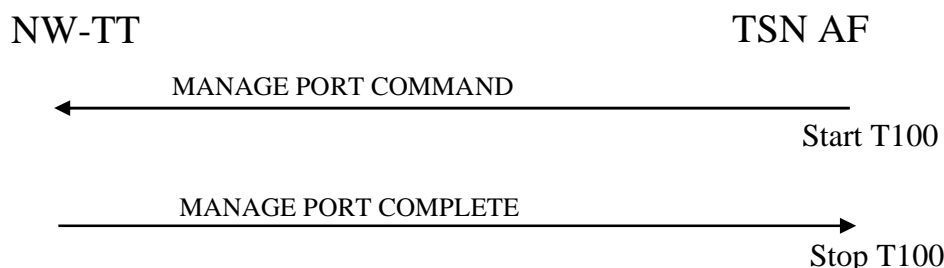 NW-TT
TSN AF
MANAGE PORT COMMAND
Start T100
MANAGE PORT COMPLETE
Stop T100